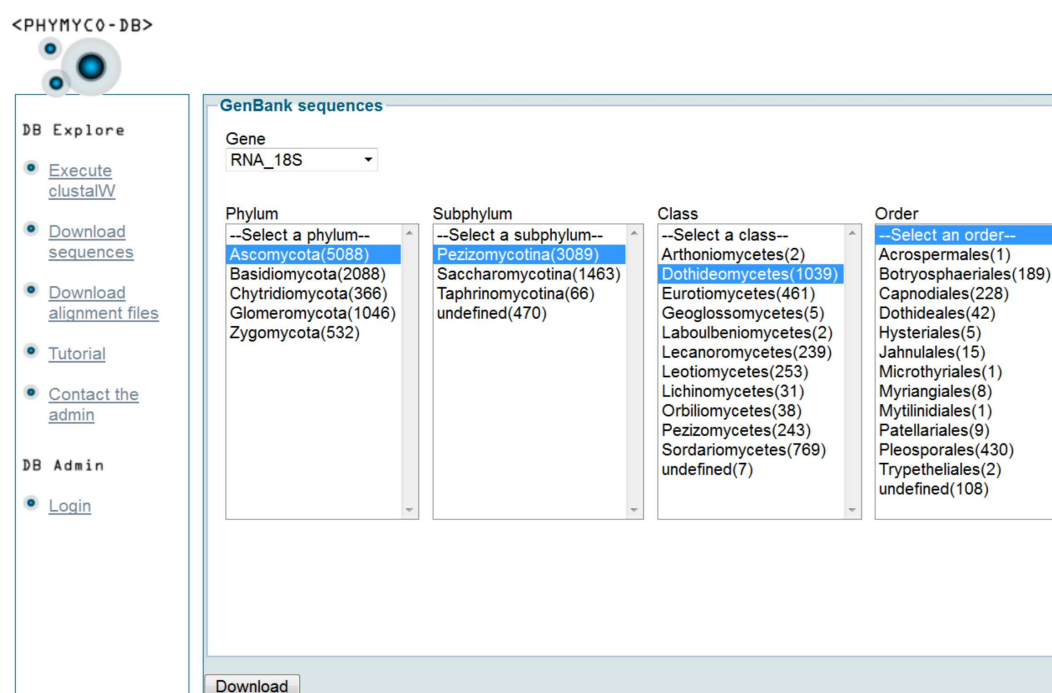 <PHYMYCO-DB>
DB Explore
Execute
clustalW
Download
sequences
Download
alignment files
Tutorial
Contact the
admin
DB Admin
Login
GenBank sequences
Gene
RNA_18S
Phylum
--Select a phylum--
Ascomycota(5088)
Basidiomycota(2088)
Chytridiomycota(366)
Glomeromycota(1046)
Zygomycota(532)
Subphylum
--Select a subphylum--
Pezizomycotina(3089)
Saccharomycotina(1463)
Taphrinomycotina(66)
undefined(470)
Class
--Select a class--
Arthoniomycetes(2)
Dothideomycetes(1039)
Eurotiomycetes(461)
Geoglossomycetes(5)
Laboulbeniomycetes(2)
Lecanoromycetes(239)
Leotiomycetes(253)
Lichinomycetes(31)
Orbiliomycetes(38)
Pezizomycetes(243)
Sordariomycetes(769)
undefined(7)
Order
--Select an order--
Acrospermales(1)
Botryosphaeriales(189)
Capnodiales(228)
Dothideales(42)
Hysteriales(5)
Jahnulales(15)
Microthyriales(1)
Myriangiales(8)
Mytilinidiales(1)
Patellariales(9)
Pleosporales(430)
Trypetheliales(2)
undefined(108)
Download